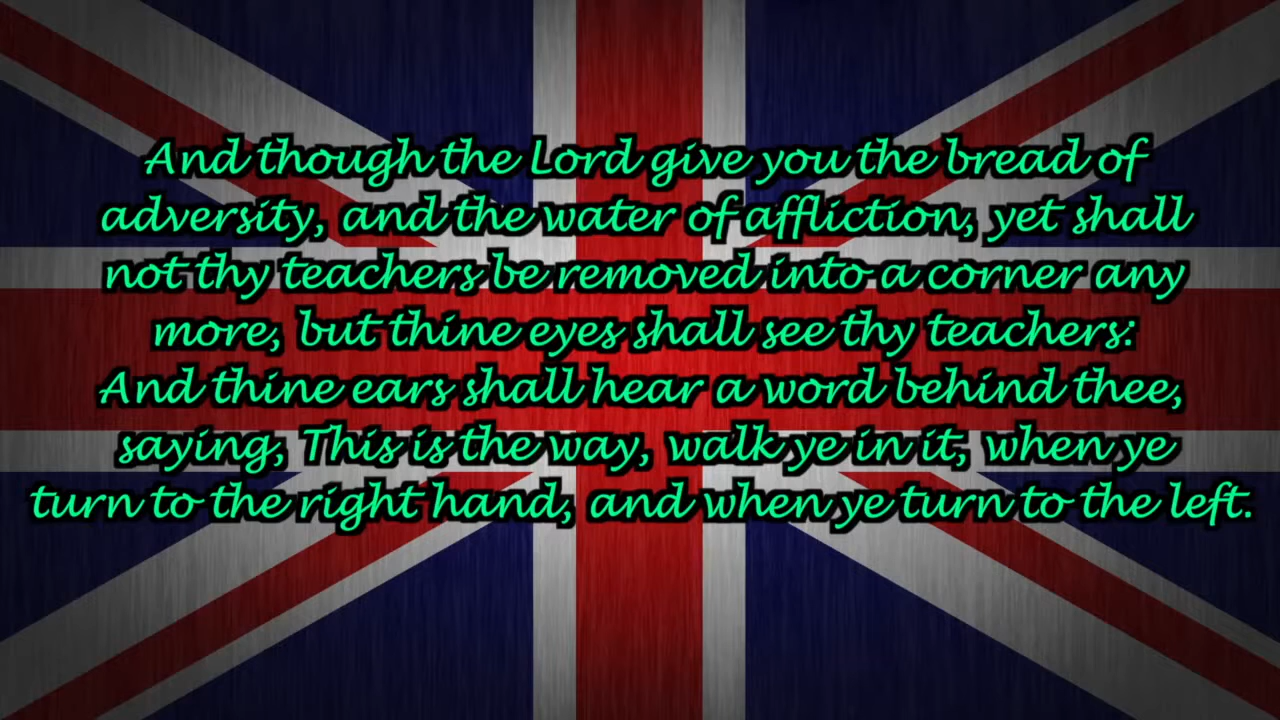 And though the Lord give you the bread of
adversity, and the water of affliction, yet shall
not thy teachers be removed into a corner any
more, but thine eyes shall see thy teachers:
And thine ears shall hear a word behind thee,
saying, This is the way, walk ye in it, when ye
turn to the right hand, and when ye turn to the left.